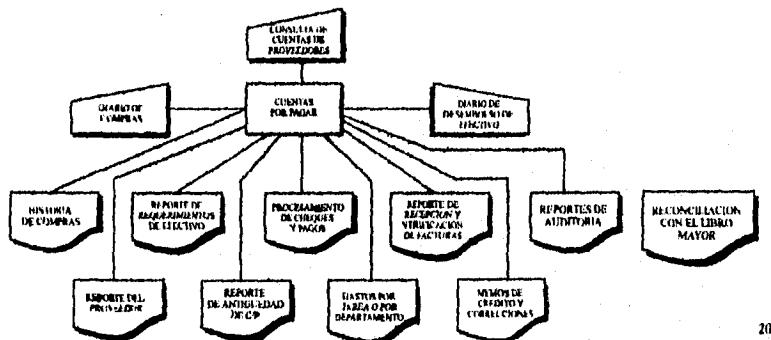 CONSULTA DE
CUENTAS DE
PROVEEDORES
DIARIO DE
COMPRAS
CUENTAS
POR PAGAR
DIARIO DE
DESEMBOLSO DE
EFECTIVO
HISTORIA
DE COMPRAS
REPORTE DE
REQUERIMIENTOS
DE EFECTIVO
PROCESAMIENTO
DE CHEQUES
Y PAGOS
REPORTE DE
RECEPCION Y
VERIFICACION
DE FACTURAS
REPORTES DE
AUDITORIA
RECONCILIACION
CON EL LIBRO
MAYOR
REPORTE DEL
PROVEEDOR
REPORTE
DE ANTIGUEDAD
DE C×P
GASTOS POR
TAREA O POR
DEPARTAMENTO
MEMOS DE
CREDITO Y
CORRECIONES
20